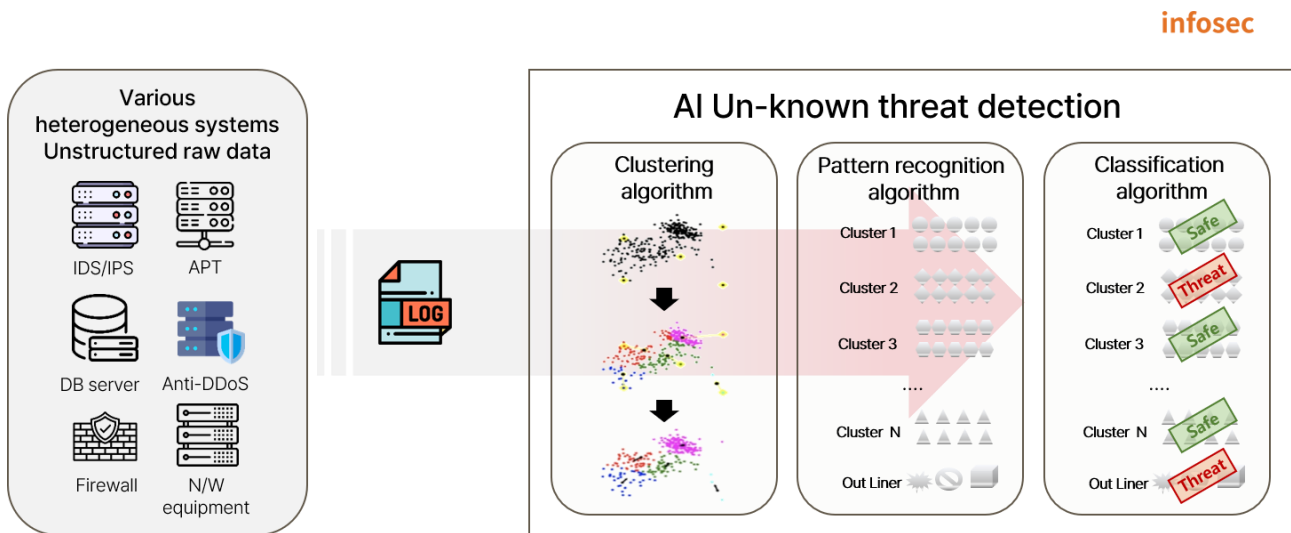 infosec
Various
heterogeneous systems
Unstructured raw data
IDS/IPS
APT
DB server
Anti-DDoS
Firewall
N/W
equipment
LOG
AI Un-known threat detection
Clustering
algorithm
Pattern recognition
algorithm
Cluster 1
Cluster 2
Cluster 3
....
Cluster N
Out Liner
Classification
algorithm
Cluster 1
Safe
Cluster 2
Threat
Cluster 3
Safe
....
Cluster N
Safe
Out Liner
Threat